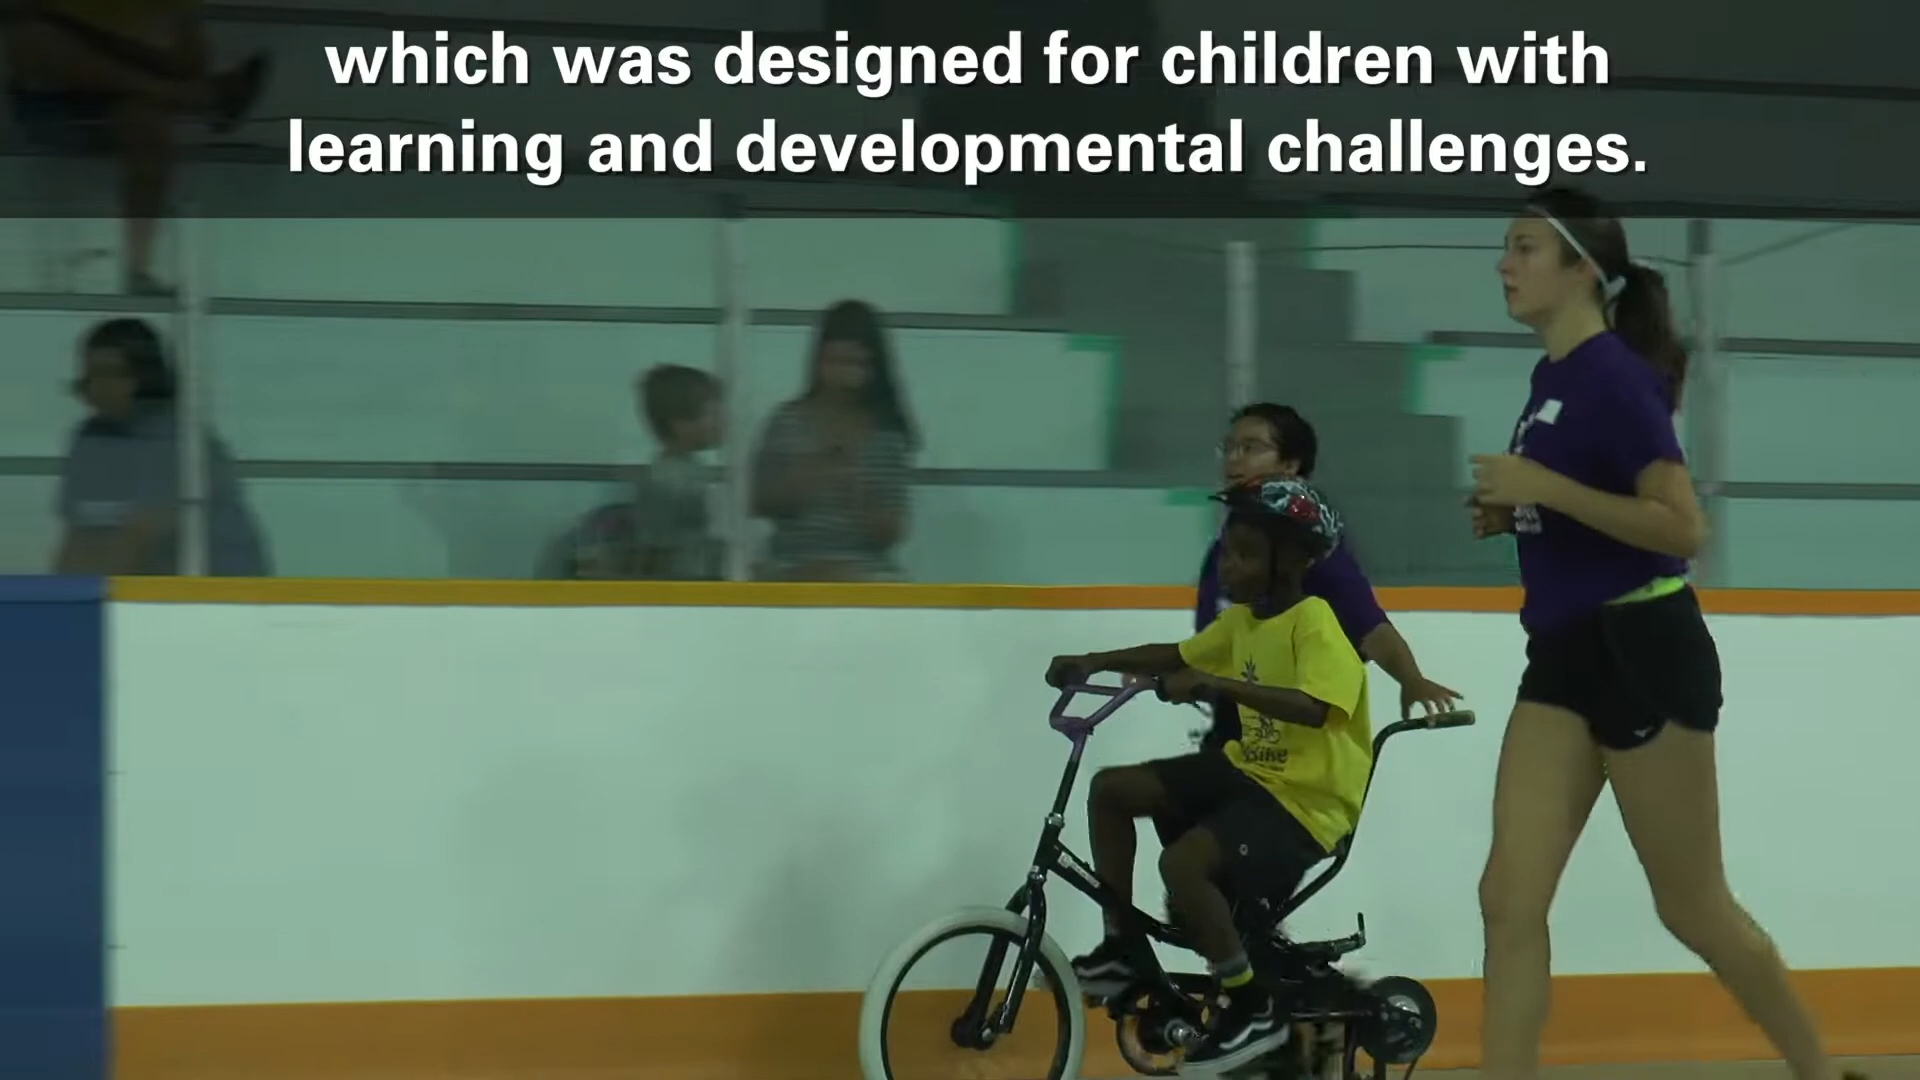 which was designed for children with
learning and developmental challenges.